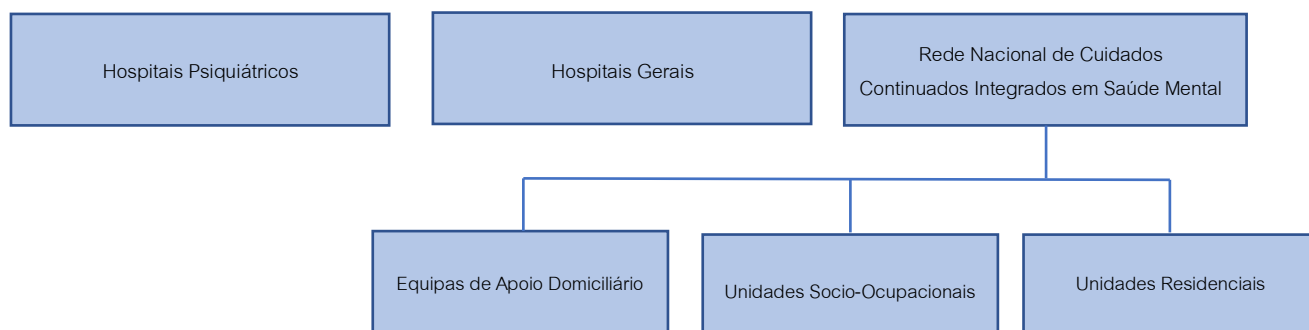 Hospitais Psiquiátricos
Hospitais Gerais
Rede Nacional de Cuidados
Continuados Integrados em Saúde Mental
Equipas de Apoio Domiciliário
Unidades Socio-Ocupacionais
Unidades Residenciais